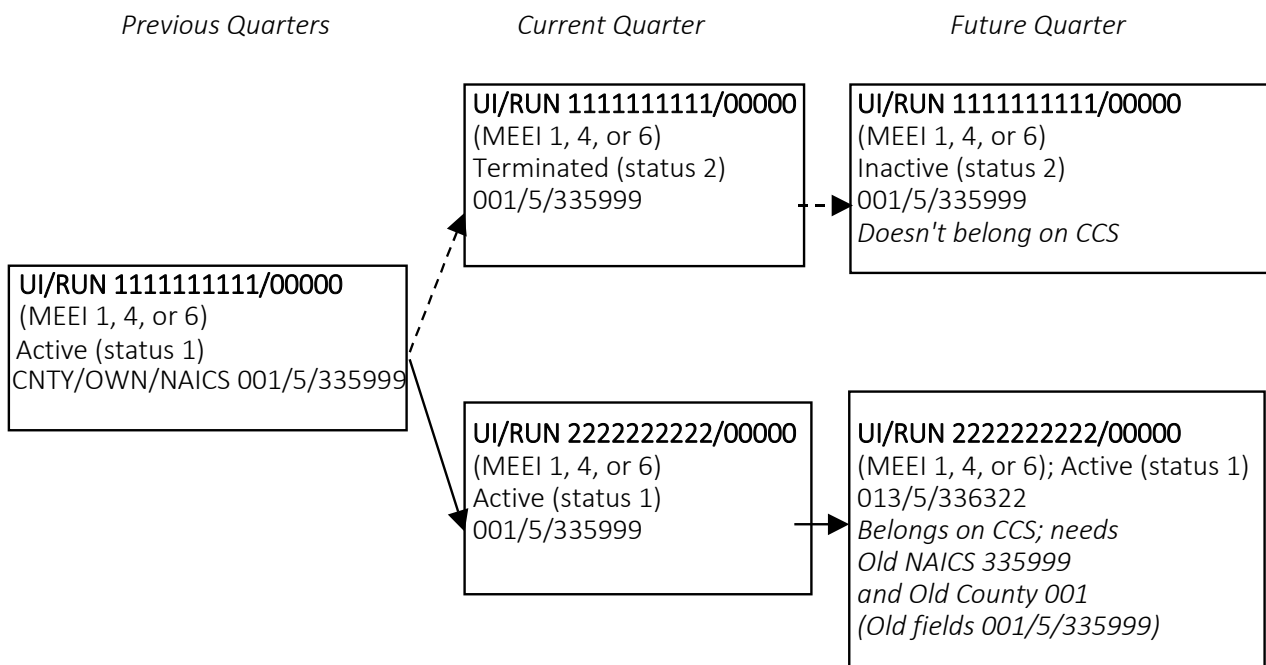 Previous Quarters
Current Quarter
Future Quarter
UI/RUN 1111111111/00000
(MEEI 1, 4, or 6)
Active (status 1)
CNTY/OWN/NAICS 001/5/335999
UI/RUN 1111111111/00000
(MEEI 1, 4, or 6)
Terminated (status 2)
001/5/335999
UI/RUN 1111111111/00000
(MEEI 1, 4, or 6)
Inactive (status 2)
001/5/335999
Doesn't belong on CCS
UI/RUN 2222222222/00000
(MEEI 1, 4, or 6)
Active (status 1)
001/5/335999
UI/RUN 2222222222/00000
(MEEI 1, 4, or 6); Active (status 1)
013/5/336322
Belongs on CCS; needs
Old NAICS 335999
and Old County 001
(Old fields 001/5/335999)